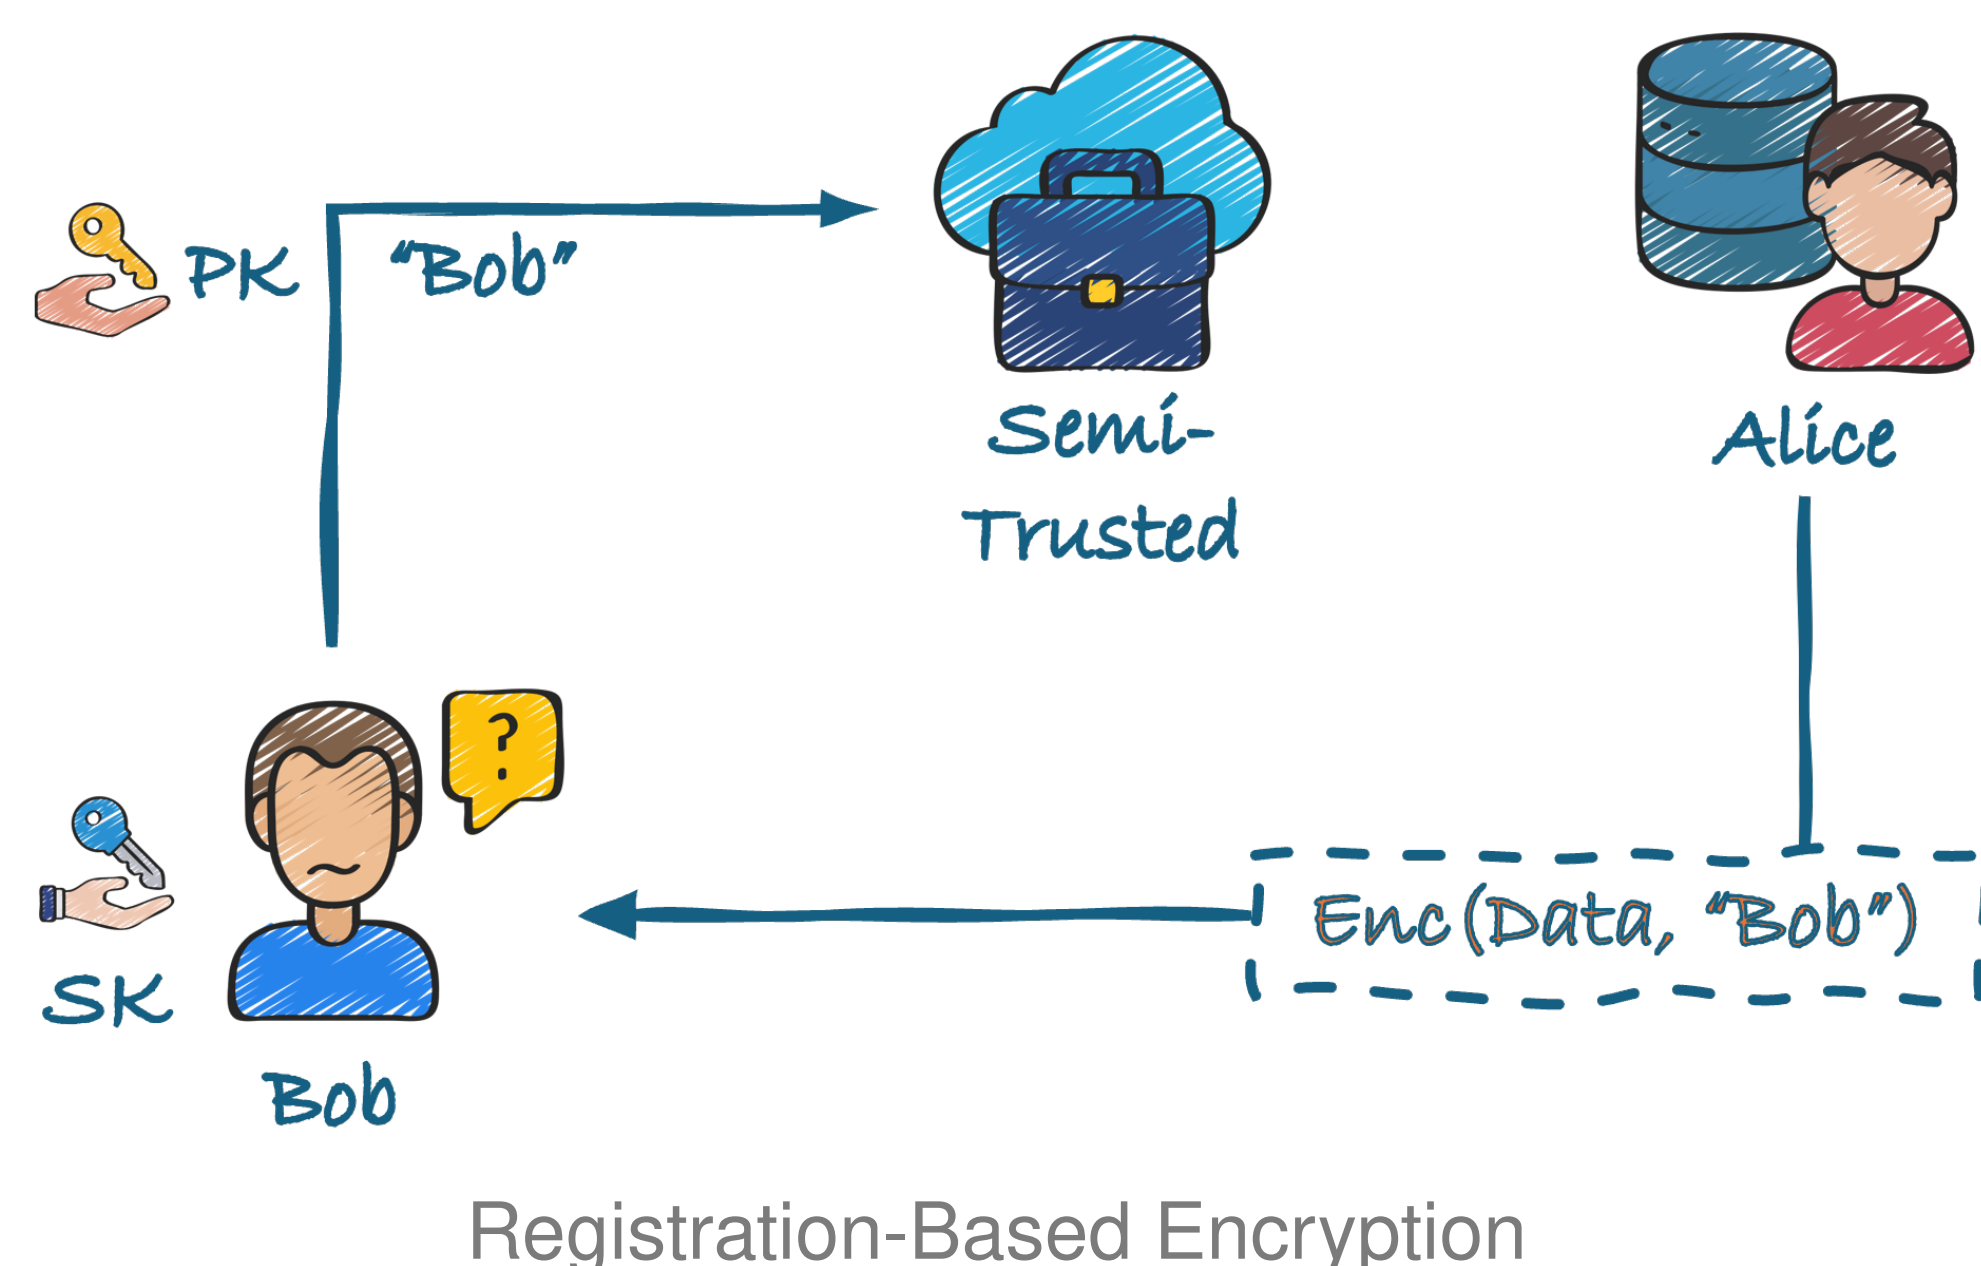 PK
“Bob”
Semi-
Trusted
Alice
?
Enc(Data, “Bob”)
SK
Bob
Registration-Based Encryption